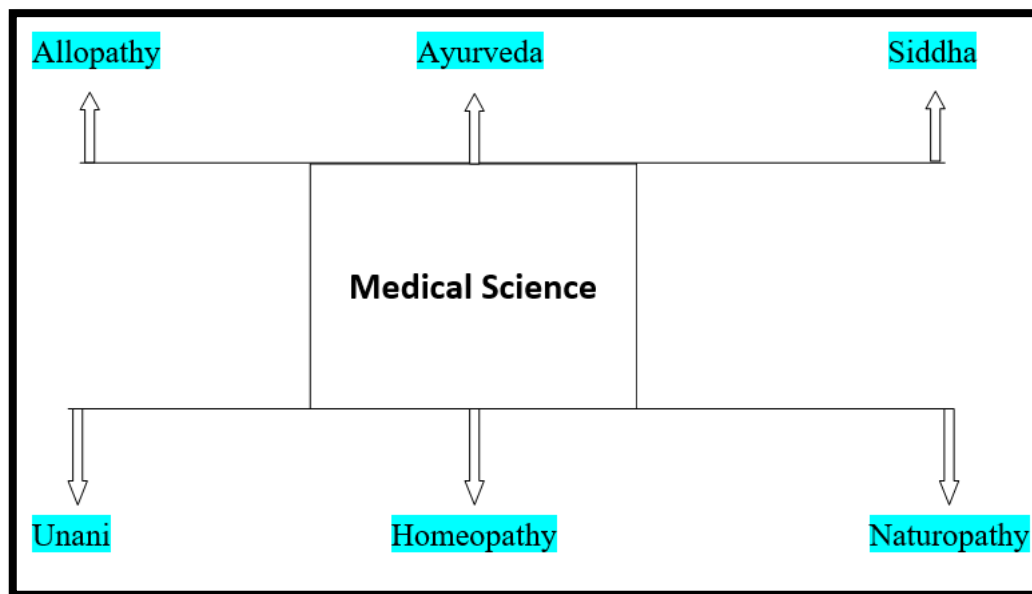 Allopathy
Ayurveda
Siddha
Medical Science
Unani
Homeopathy
Naturopathy